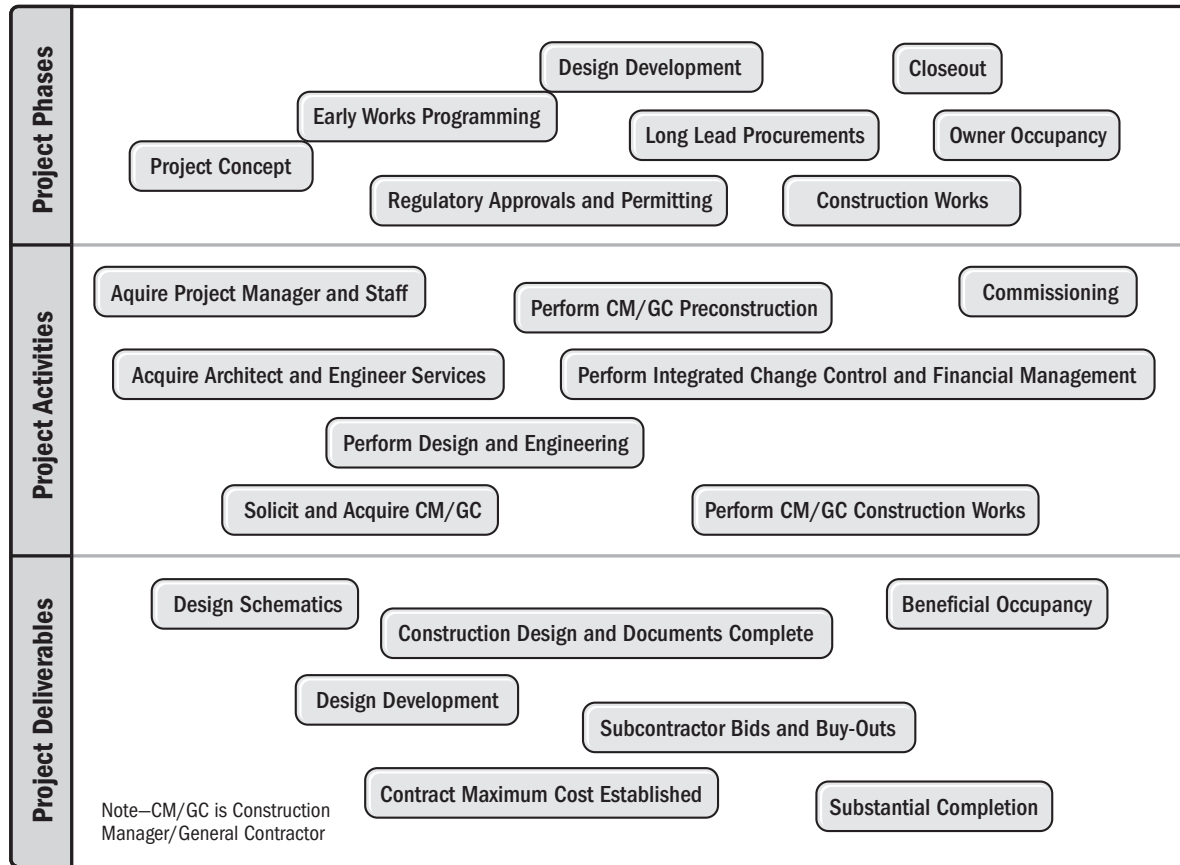 Project Phases
Design Development
Closeout
Early Works Programming
Long Lead Procurements
Owner Occupancy
Project Concept
Regulatory Approvals and Permitting
Construction Works
Project Activities
Aquire Project Manager and Staff
Perform CM/GC Preconstruction
Commissioning
Acquire Architect and Engineer Services
Perform Integrated Change Control and Financial Management
Perform Design and Engineering
Solicit and Acquire CM/GC
Perform CM/GC Construction Works
Project Deliverables
Design Schematics
Construction Design and Documents Complete
Beneficial Occupancy
Design Development
Subcontractor Bids and Buy-Outs
Contract Maximum Cost Established
Substantial Completion
Note—CM/GC is Construction
Manager/General Contractor